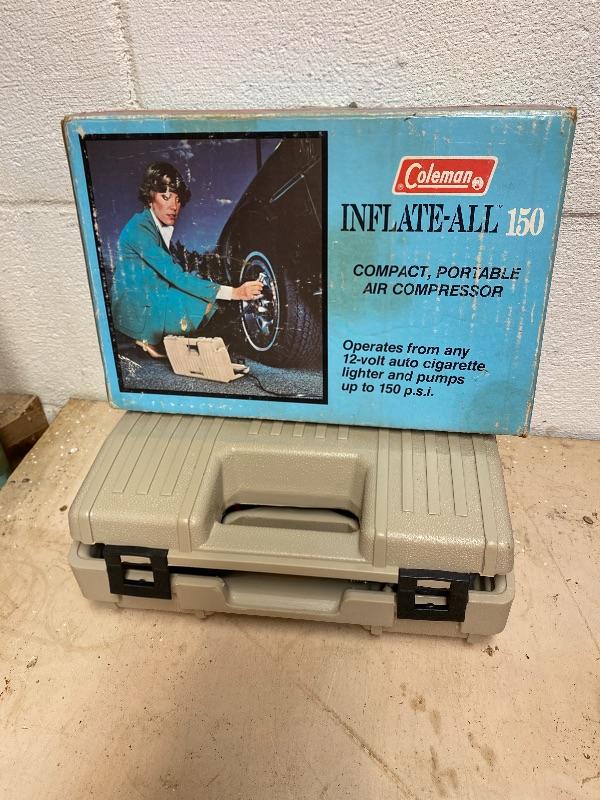 Coleman
INFLATE-ALL™ 150
COMPACT, PORTABLE
AIR COMPRESSOR
Operates from any
12-volt auto cigarette
lighter and pumps
up to 150 p.s.i.